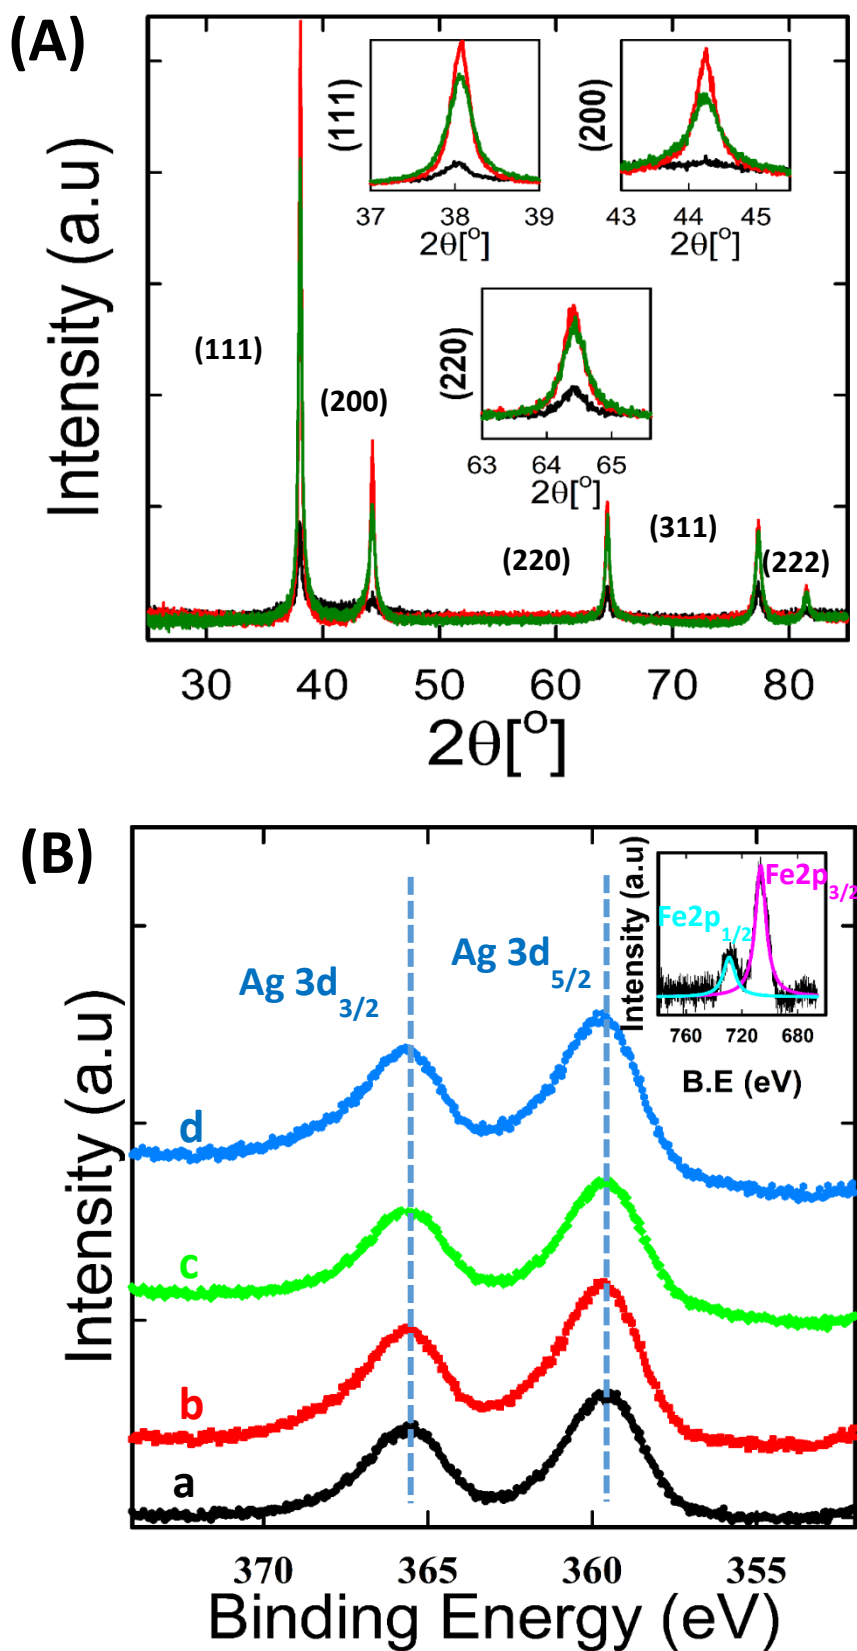 (A)
Intensity (a.u)
(111)
37 38 39
2θ[o]
(200)
43 44 45
2θ[o]
(220)
63 64 65
2θ[o]
(111)
(200)
(220)
(311)
(222)
30 40 50 60 70 80
2θ[o]
(B)
Intensity (a.u)
Ag 3d3/2
Ag 3d5/2
Intensity (a.u)
Fe2p3/2
Fe2p1/2
760 720 680
B.E (eV)
d
c
b
a
370 365 360 355
Binding Energy (eV)